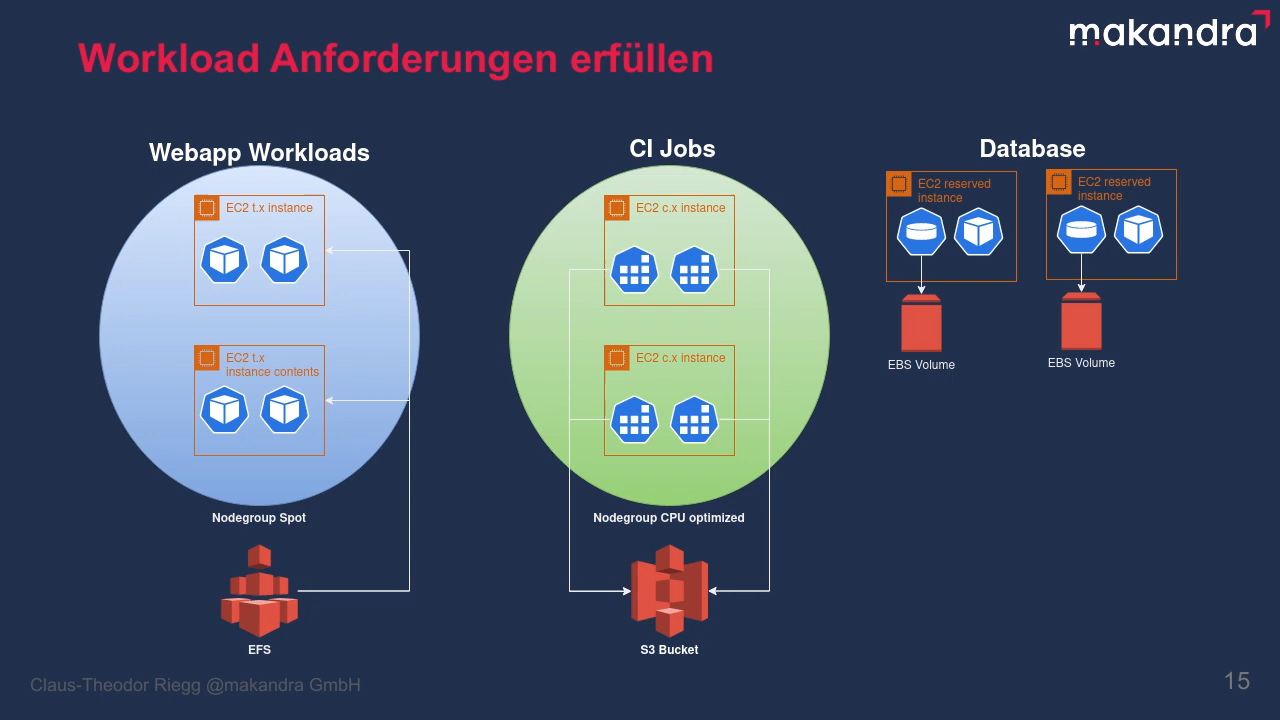 makandra
Workload Anforderungen erfüllen
Webapp Workloads
EC2 t.x instance
EC2 t.x
instance contents
Nodegroup Spot
EFS
CI Jobs
EC2 c.x instance
EC2 c.x instance
Nodegroup CPU optimized
S3 Bucket
Database
EC2 reserved
instance
EBS Volume
EC2 reserved
instance
EBS Volume
Claus-Theodor Riegg @makandra GmbH
15